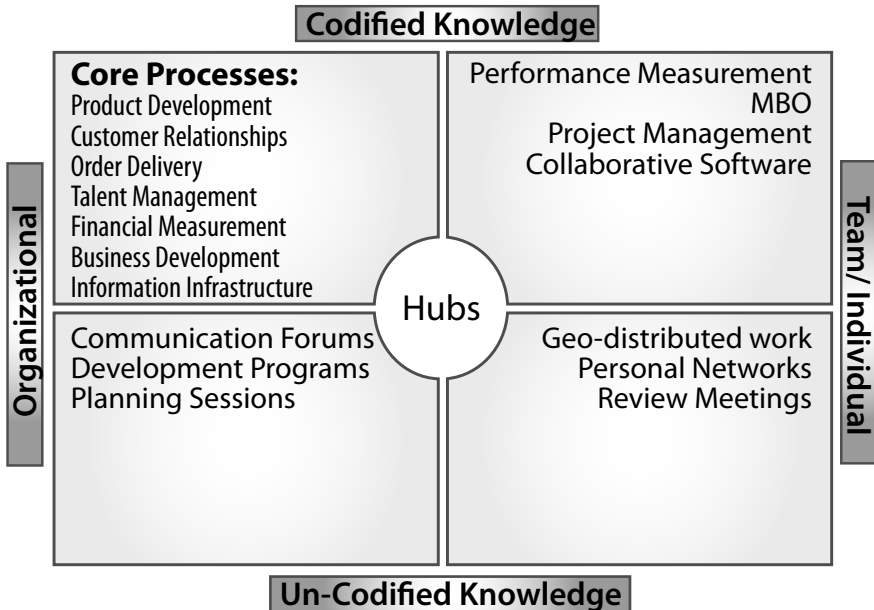 Codified Knowledge
Core Processes:
Product Development
Customer Relationships
Order Delivery
Talent Management
Financial Measurement
Business Development
Information Infrastructure
Performance Measurement
MBO
Project Management
Collaborative Software
Organizational
Team/ Individual
Hubs
Communication Forums
Development Programs
Planning Sessions
Geo-distributed work
Personal Networks
Review Meetings
Un-Codified Knowledge